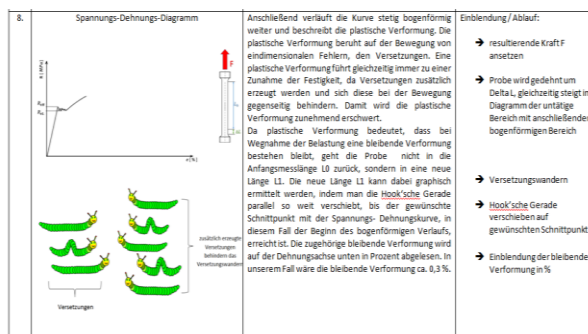 8.
Spannungs-Dehnungs-Diagramm
F
ε[%]
zusätzlich erzeugte
Versetzungen
behindern das
Versetzungswandern
Versetzungen
Anschließend verläuft die Kurve stetig bogenförmig
weiter und beschreibt die plastische Verformung. Die
plastische Verformung beruht auf der Bewegung von
eindimensionalen Fehlern, den Versetzungen. Eine
plastische Verformung führt gleichzeitig immer zu einer
Zunahme der Festigkeit, da Versetzungen zusätzlich
erzeugt werden und sich diese bei der Bewegung
gegenseitig behindern. Damit wird die plastische
Verformung zunehmend erschwert.
Da plastische Verformung bedeutet, dass bei
Wegnahme der Belastung eine bleibende Verformung
bestehen bleibt, geht die Probe nicht in die
Anfangsmesslänge L0 zurück, sondern in eine neue
Länge L1. Die neue Länge L1 kann dabei graphisch
ermittelt werden, indem man die Hook'sche Gerade
parallel so weit verschiebt, bis der gewünschte
Schnittpunkt mit der Spannungs- Dehnungskurve, in
diesem Fall der Beginn des bogenförmigen Verlaufs,
erreicht ist. Die zugehörige bleibende Verformung wird
auf der Dehnungsachse unten in Prozent abgelesen. In
unserem Fall wäre die bleibende Verformung ca. 0,3 %.
Einblendung / Ablauf:
➔ resultierende Kraft F
ansetzen
➔ Probe wird gedehnt um
Delta L, gleichzeitig steigt in
Diagramm der untätige
Bereich mit anschließenden
bogenförmigen Bereich
➔ Versetzungswandern
➔ Hook'sche Gerade
verschieben auf
gewünschten Schnittpunkt
➔ Einblendung der bleibende
Verformung in %